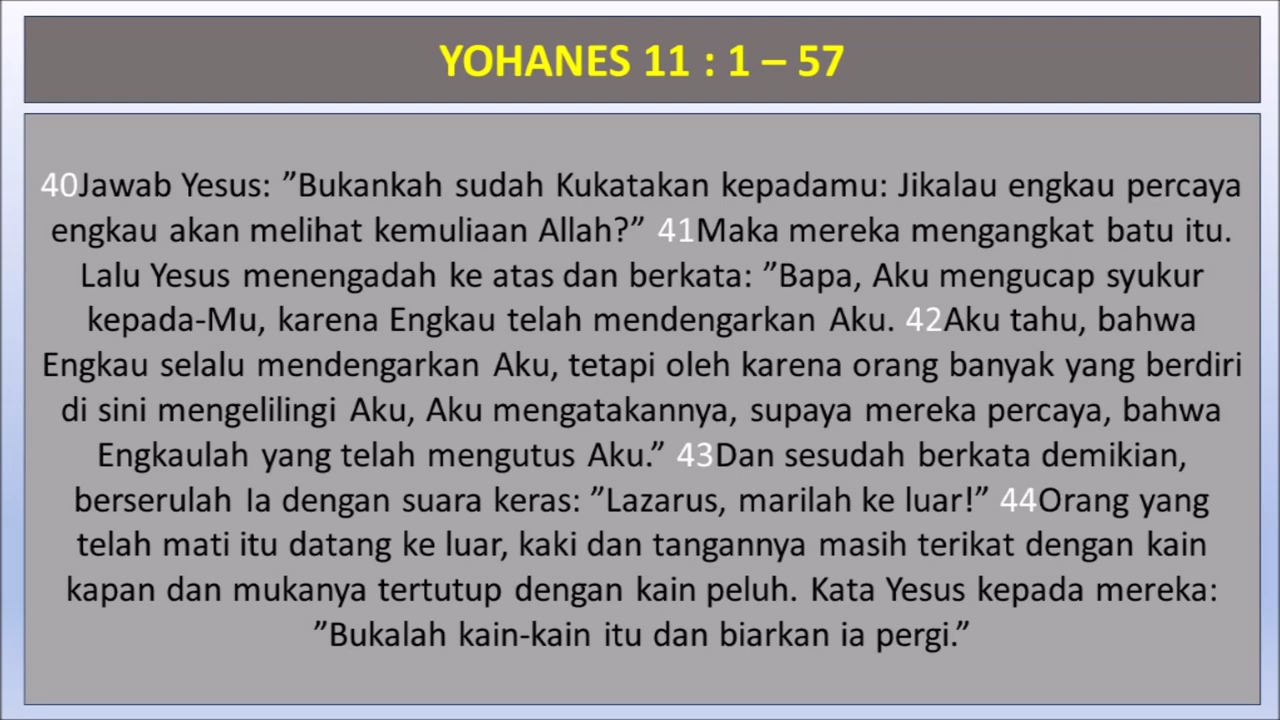 YOHANES 11 : 1 – 57
40Jawab Yesus: ”Bukankah sudah Kukatakan kepadamu: Jikalau engkau percaya
engkau akan melihat kemuliaan Allah?” 41Maka mereka mengangkat batu itu.
Lalu Yesus menengadah ke atas dan berkata: ”Bapa, Aku mengucap syukur
kepada-Mu, karena Engkau telah mendengarkan Aku. 42Aku tahu, bahwa
Engkau selalu mendengarkan Aku, tetapi oleh karena orang banyak yang berdiri
di sini mengelilingi Aku, Aku mengatakannya, supaya mereka percaya, bahwa
Engkaulah yang telah mengutus Aku.” 43Dan sesudah berkata demikian,
berserulah Ia dengan suara keras: ”Lazarus, marilah ke luar!” 44Orang yang
telah mati itu datang ke luar, kaki dan tangannya masih terikat dengan kain
kapan dan mukanya tertutup dengan kain peluh. Kata Yesus kepada mereka:
”Bukalah kain-kain itu dan biarkan ia pergi.”